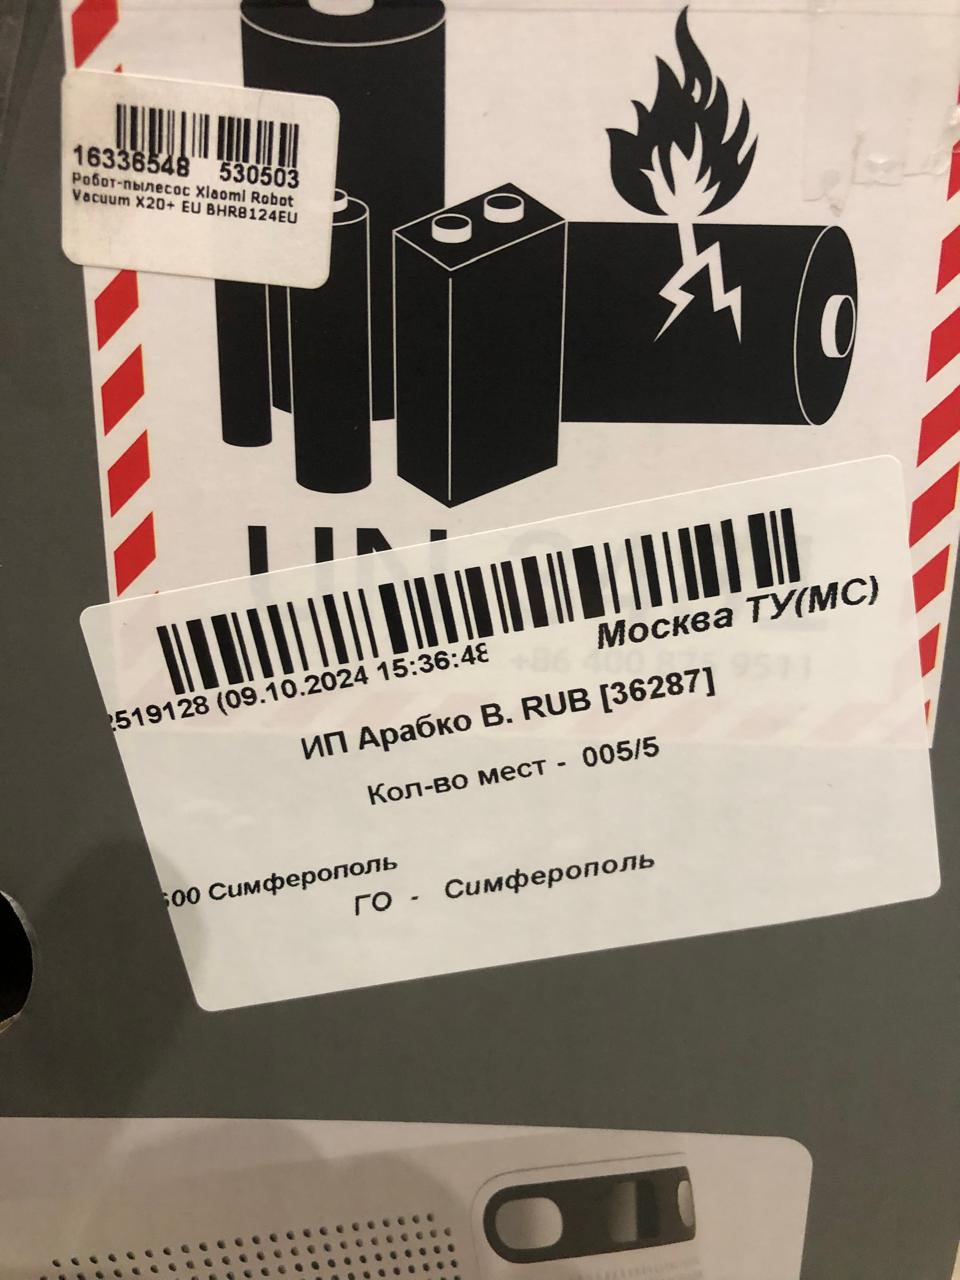 16336548 530503
Робот-пылесос Xiaomi Robot
Vacuum X20+ EU BHR8124EU
UN
Москва ТУ(МС)
2519128 (09.10.2024 15:36:48
+86 400 875 9511
ИП Арабко В. RUB [36287]
Кол-во мест - 005/5
Симферополь
ГО - Симферополь